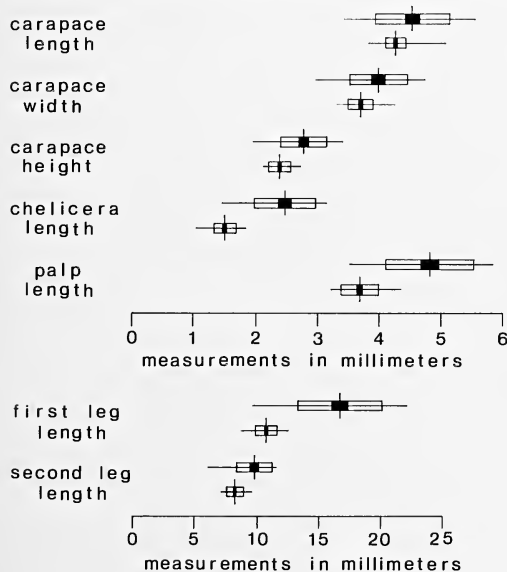 carapace
length
carapace
width
carapace
height
chelicera
length
palp
length
0 1 2 3 4 5 6
measurements in millimeters
first leg
length
second leg
length
0 5 10 15 20 25
measurements in millimeters